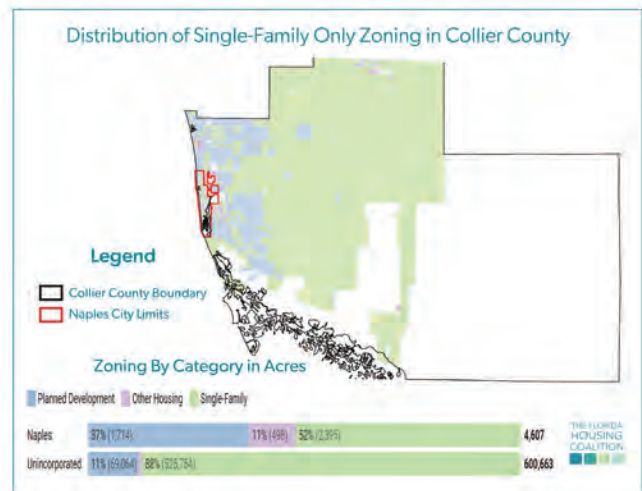 Distribution of Single-Family Only Zoning in Collier County
Legend
Collier County Boundary
Naples City Limits
Zoning By Category in Acres
Planned Development
Other Housing
Single-Family
Naples 37% (1,714) 11% (498) 52% (2,395) 4,607
Unincorporated 11% (69,064) 88% 600,663
THE FLORIDA
HOUSING
COALITION